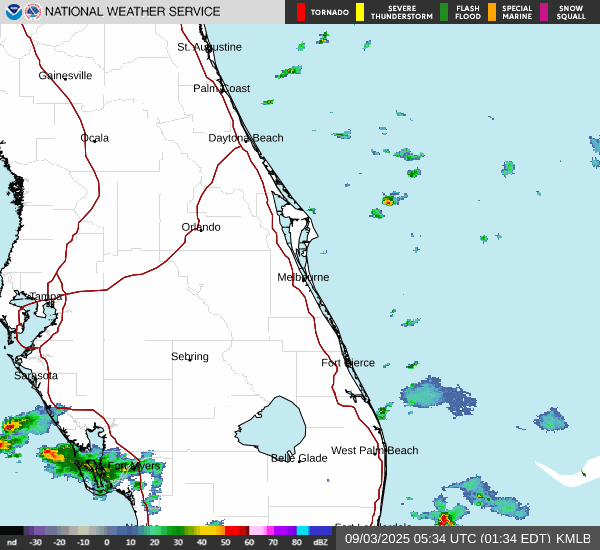 NATIONAL WEATHER SERVICE
TORNADO
SEVERE THUNDERSTORM
FLASH FLOOD
SPECIAL MARINE
SNOW SQUALL
St. Augustine
Gainesville
Palm Coast
Ocala
Daytona Beach
Orlando
Melbourne
Tampa
Sebring
Fort Pierce
Sarasota
West Palm Beach
Belle Glade
Fort Myers
nd -30 -20 -10 0 10 20 30 40 50 60 70 80 dBZ
09/03/2025 05:34 UTC (01:34 EDT) KMLB